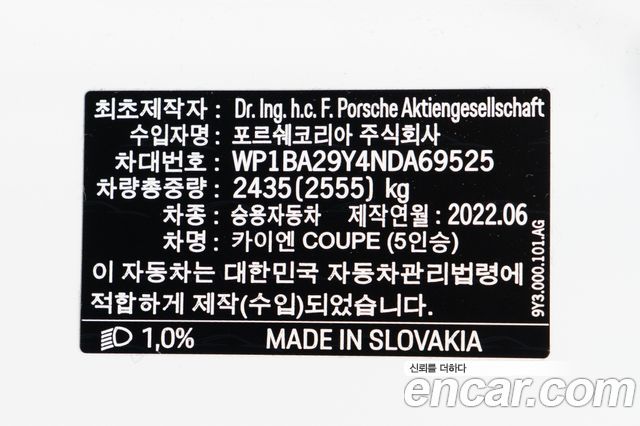 최초제작자 : Dr. Ing. h.c. F. Porsche Aktiengesellschaft
수입자명 : 포르쉐코리아 주식회사
차대번호 : WP1BA29Y4NDA69525
차량총중량 : 2435(2555) kg
차종 : 승용자동차 제작연월 : 2022.06
차명 : 카이엔 COUPE (5인승)
이 자동차는 대한민국 자동차관리법령에
적합하게 제작(수입)되었습니다.
1,0% MADE IN SLOVAKIA
9Y3.000.101.AG
신뢰를 더하다
encar.com